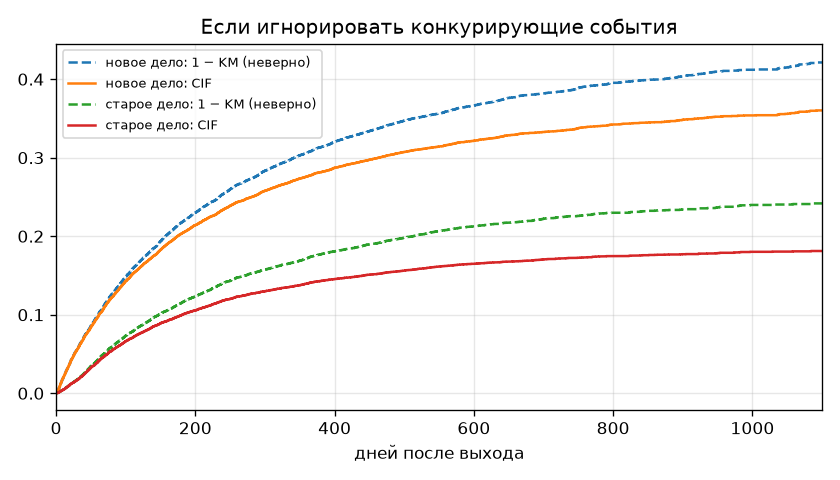 Если игнорировать конкурирующие события
новое дело: 1 − KM (неверно)
новое дело: CIF
старое дело: 1 − KM (неверно)
старое дело: CIF
0.4
0.3
0.2
0.1
0.0
0 200 400 600 800 1000
дней после выхода